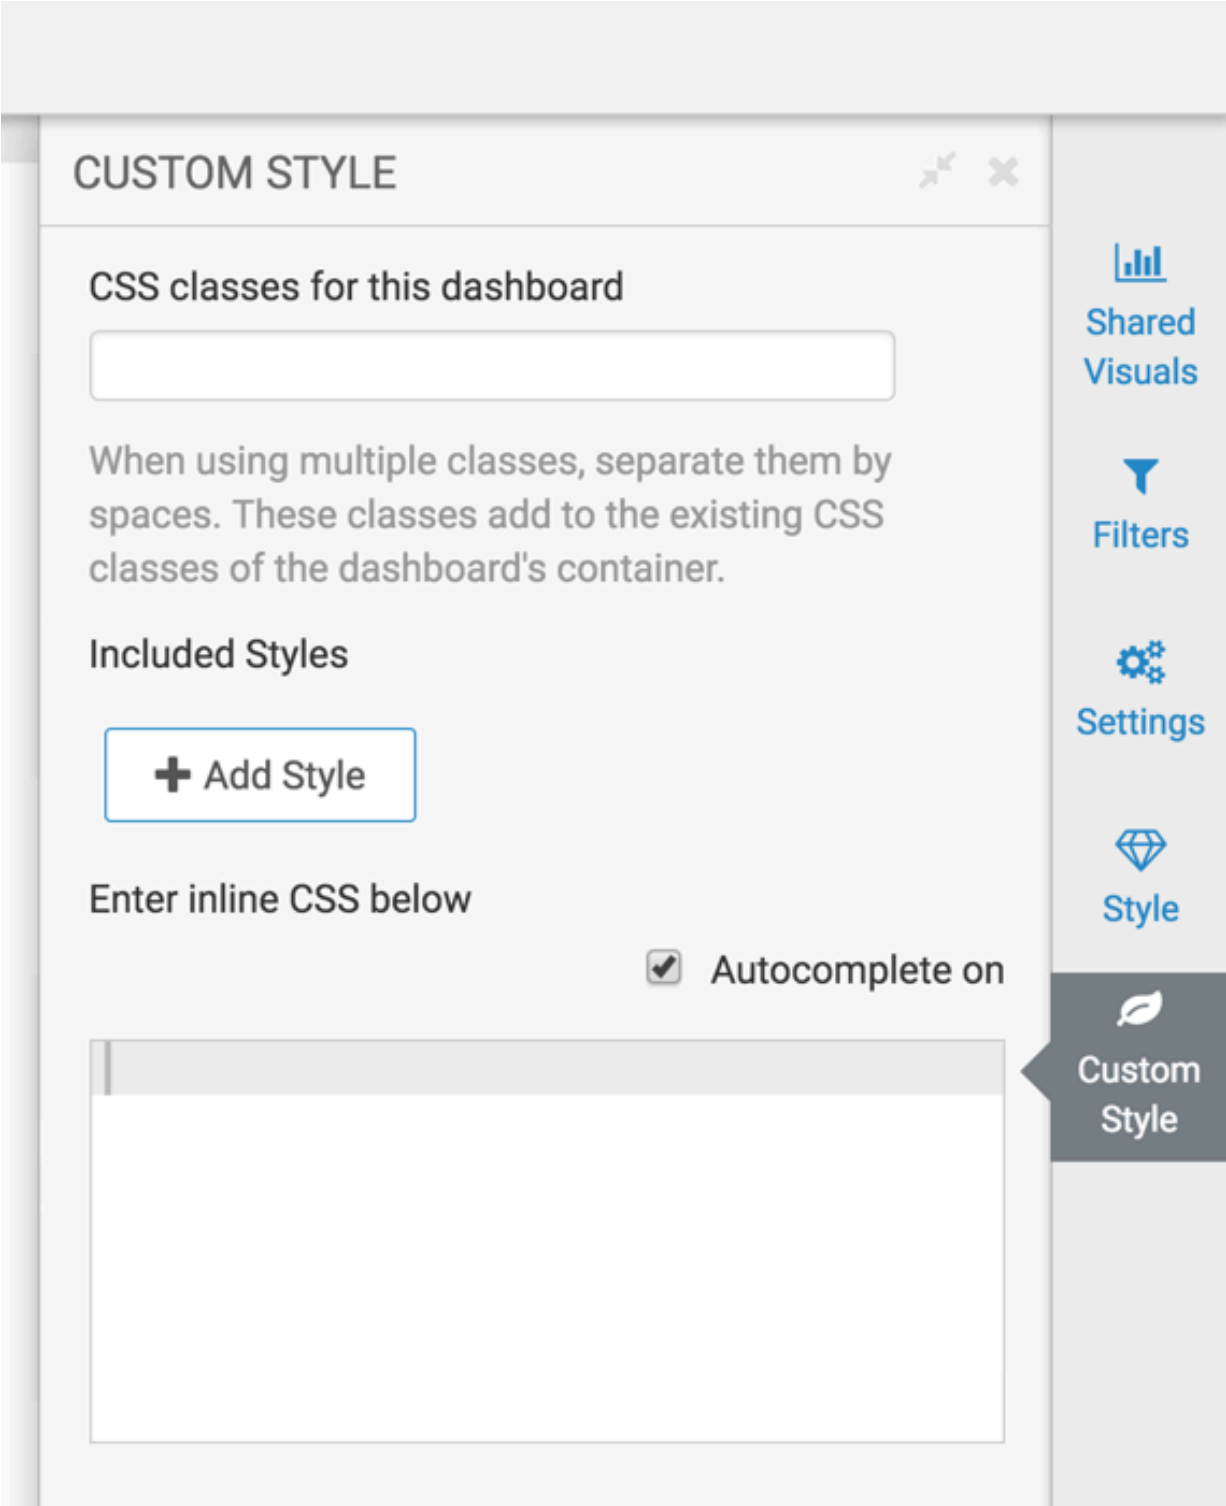 CUSTOM STYLE
CSS classes for this dashboard
When using multiple classes, separate them by
spaces. These classes add to the existing CSS
classes of the dashboard's container.
Included Styles
Add Style
Enter inline CSS below
Autocomplete on
Shared
Visuals
Filters
Settings
Style
Custom
Style